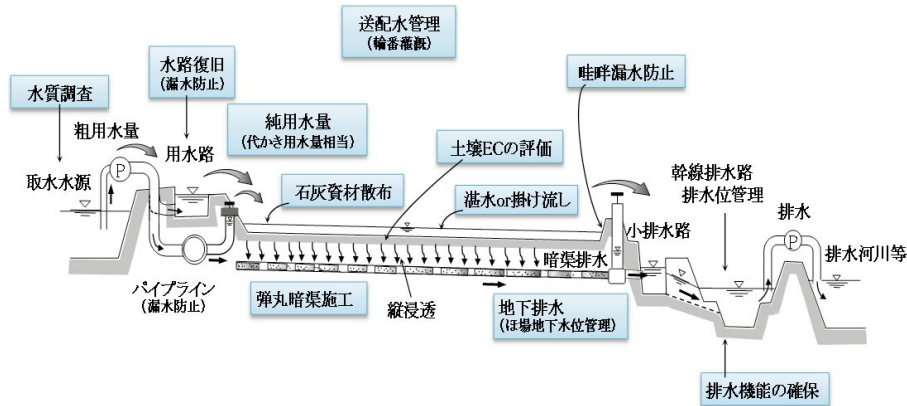 送配水管理
(輪番灌漑)
水路復旧
(漏水防止)
畦畔漏水防止
水質調査
純用水量
(代かき用水量相当)
粗用水量
用水路
土壌ECの評価
幹線排水路
排水位管理
取水水源
P
石灰資材散布
湛水or掛け流し
小排水路
排水
P
暗渠排水
排水河川等
パイプライン
(漏水防止)
弾丸暗渠施工
縦浸透
地下排水
(ほ場地下水位管理)
排水機能の確保